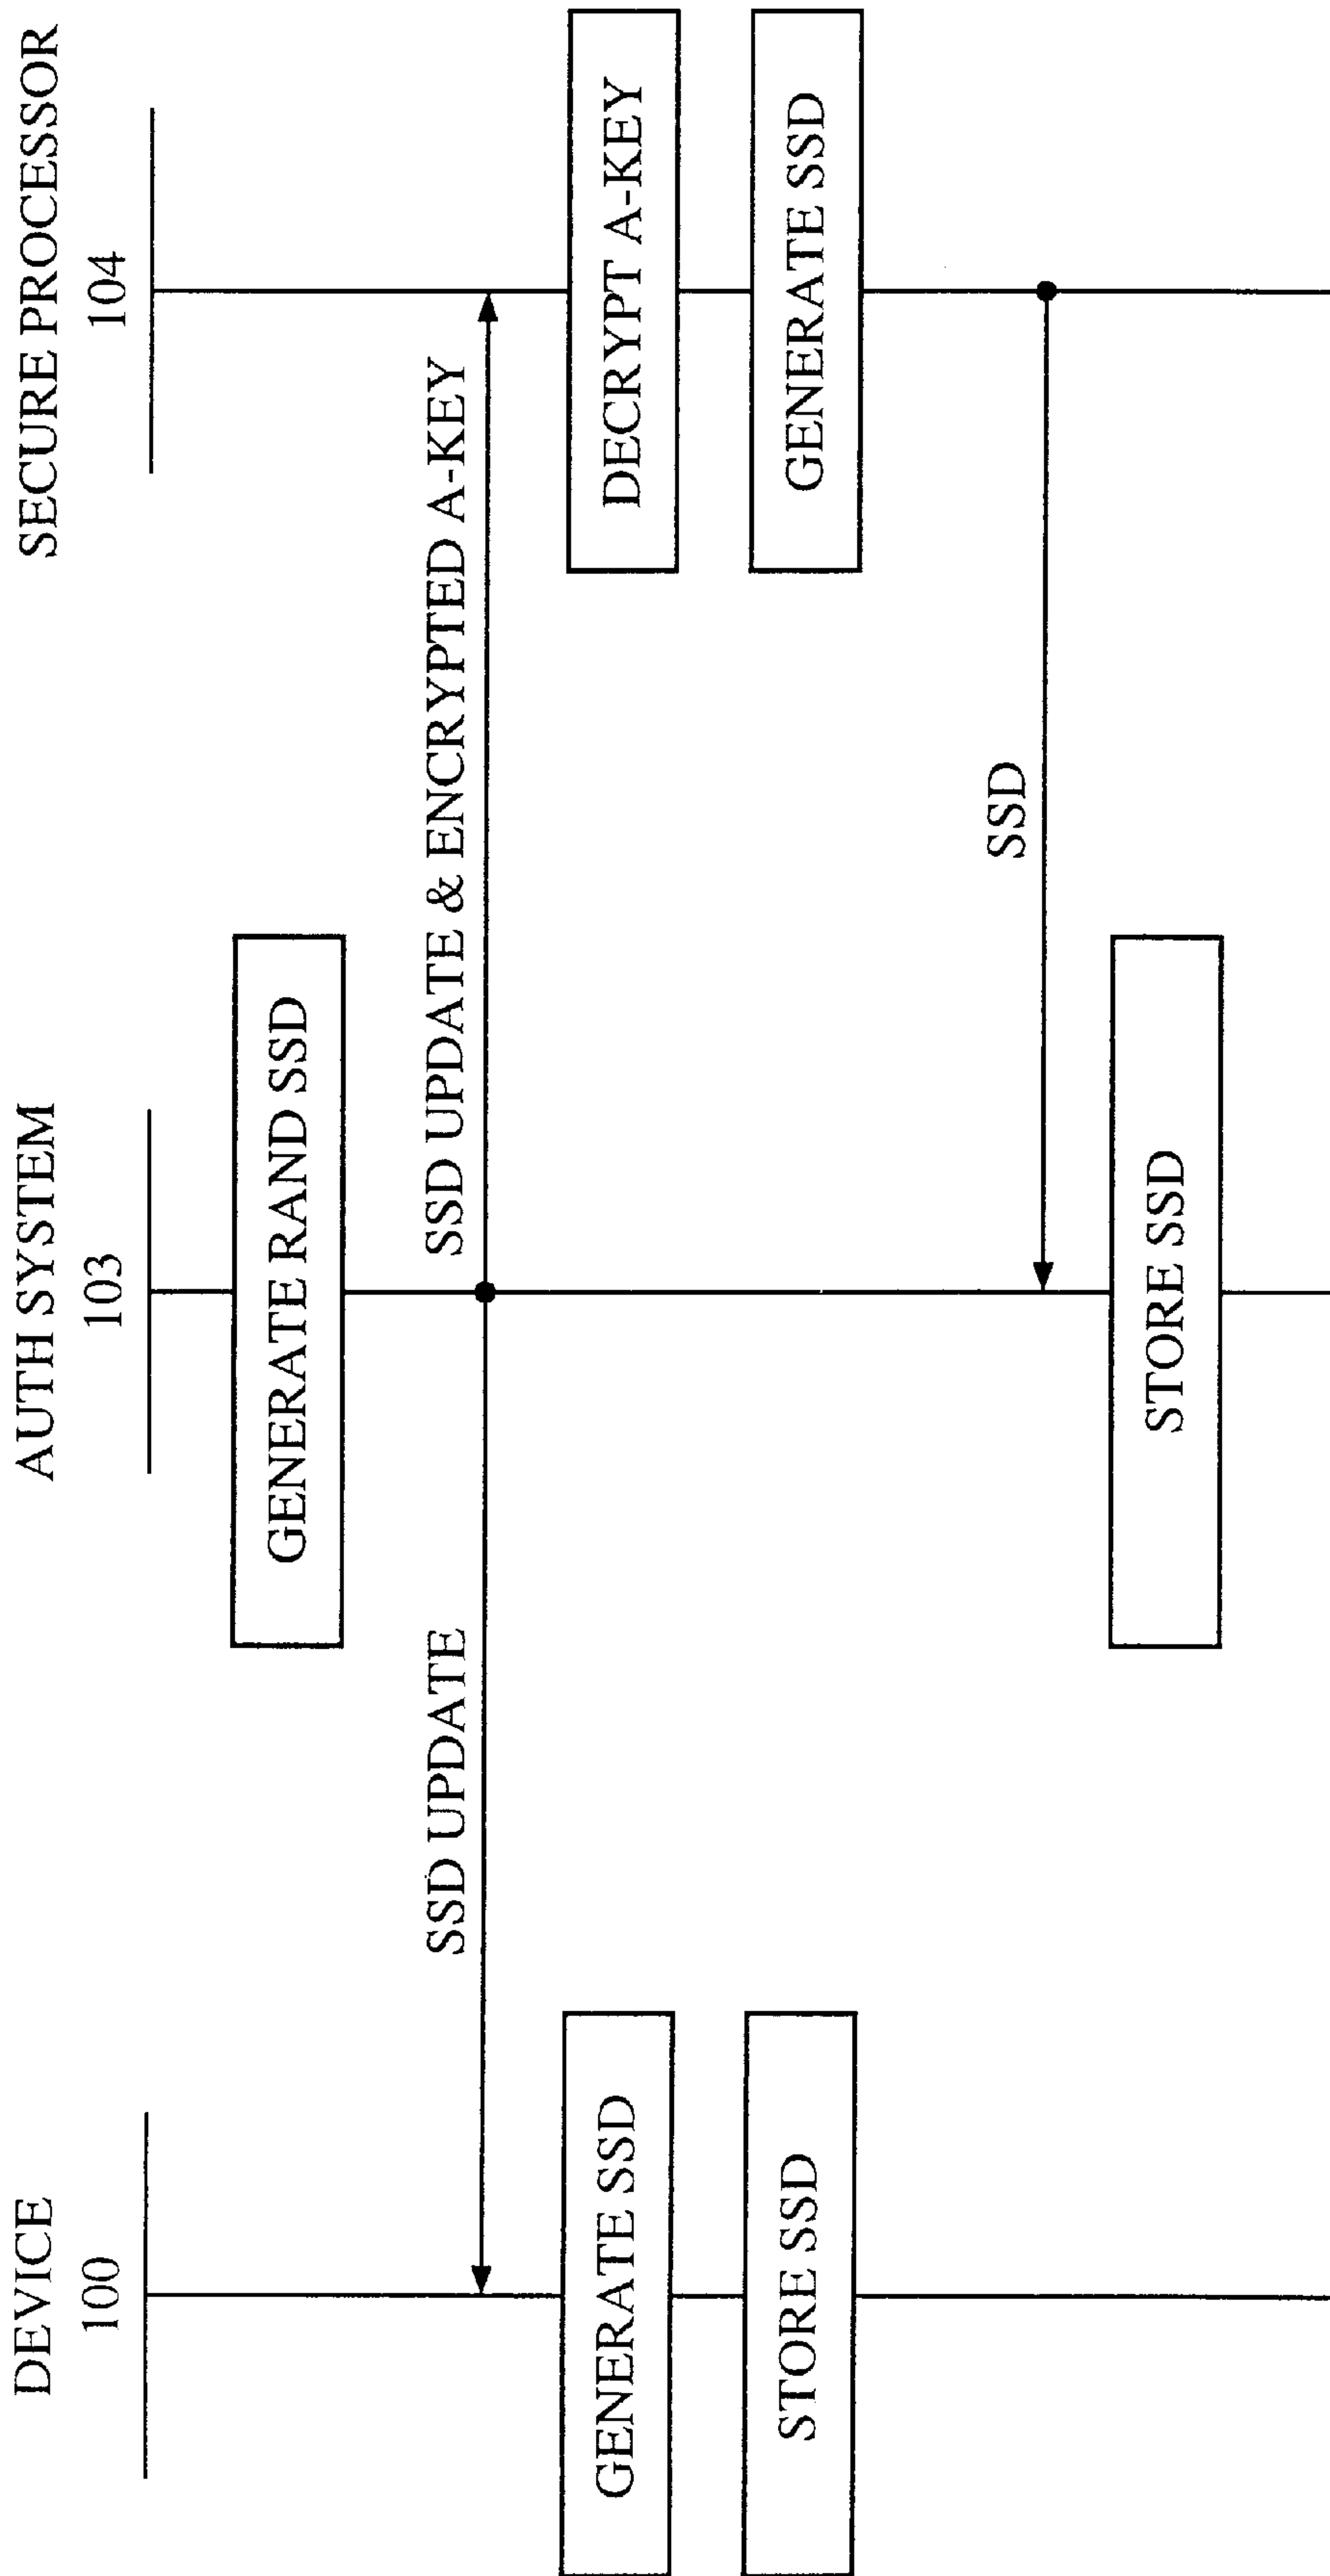 DEVICE
100
AUTH SYSTEM
103
SECURE PROCESSOR
104
GENERATE RAND SSD
SSD UPDATE
SSD UPDATE & ENCRYPTED A-KEY
GENERATE SSD
DECRYPT A-KEY
STORE SSD
GENERATE SSD
SSD
STORE SSD